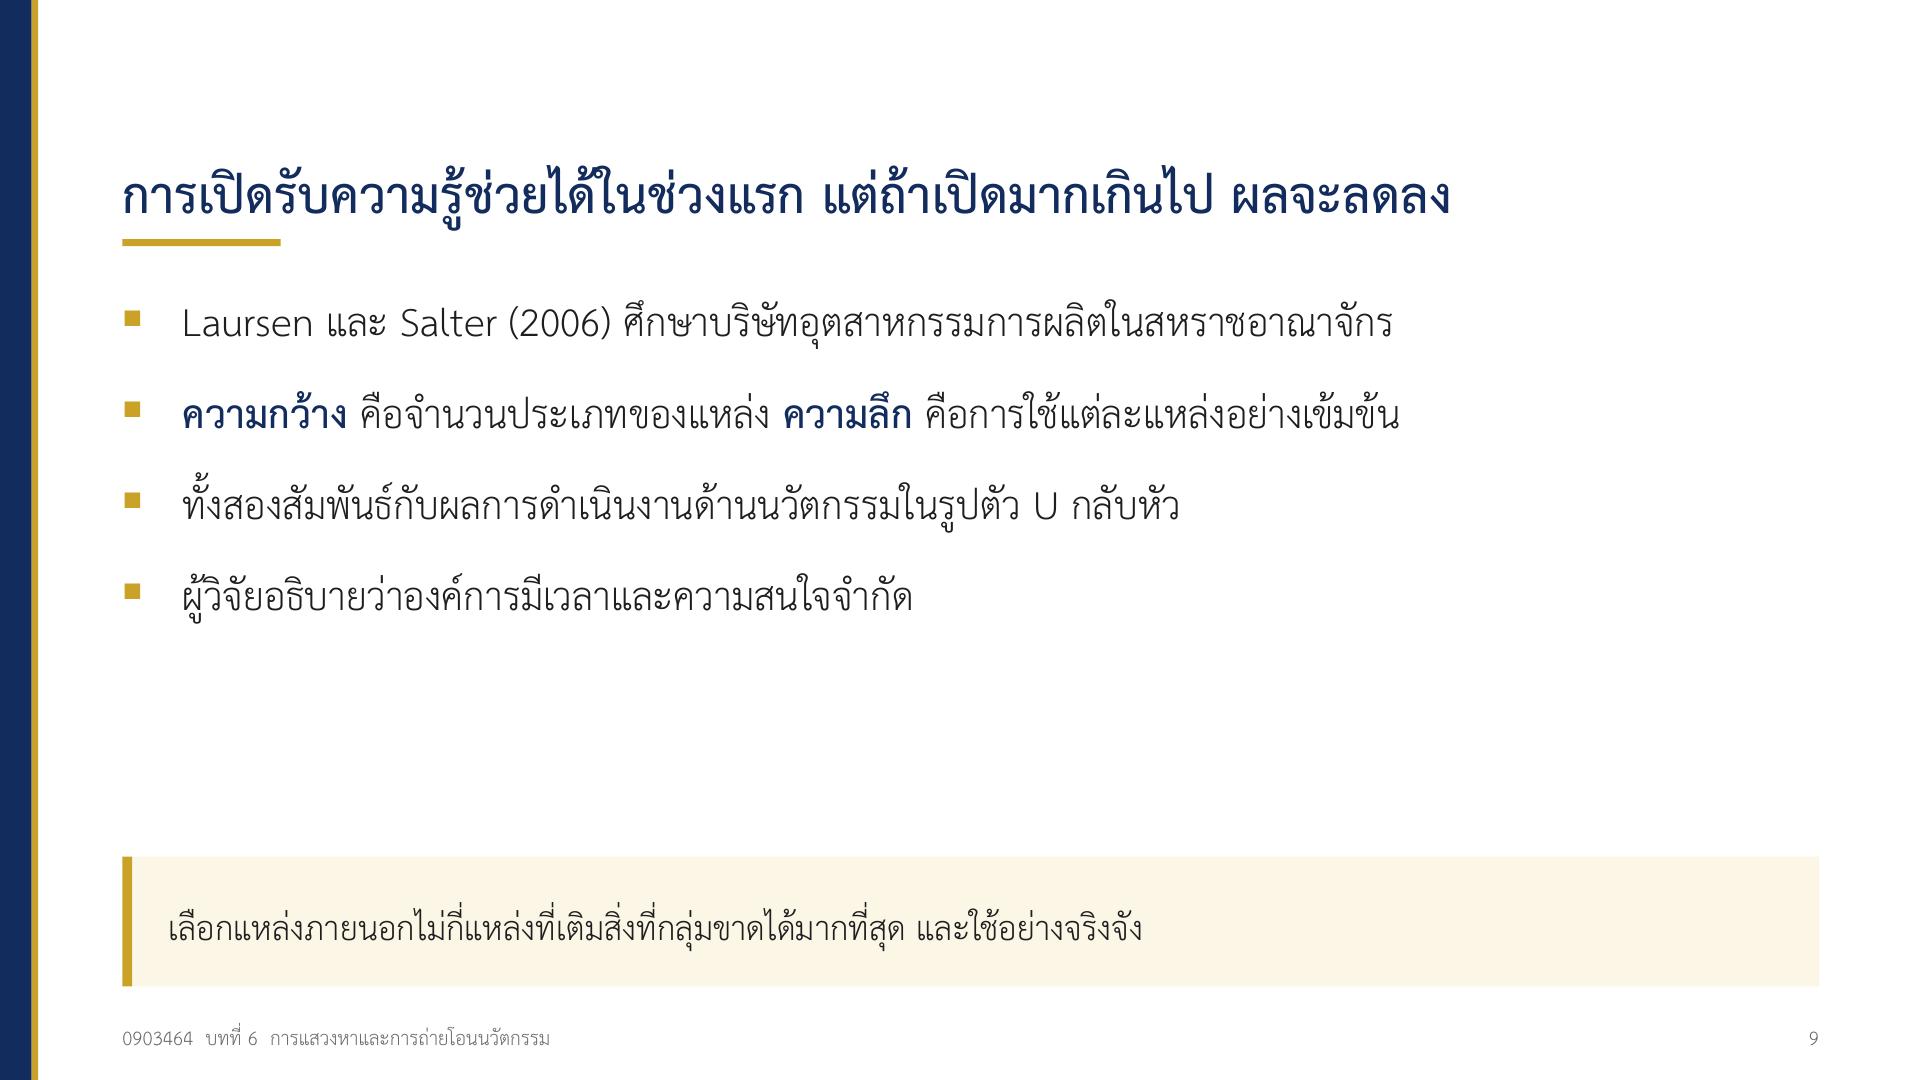 การเปิดรับความรู้ช่วยได้ในช่วงแรก แต่ถ้าเปิดมากเกินไป ผลจะลดลง
Laursen และ Salter (2006) ศึกษาบริษัทอุตสาหกรรมการผลิตในสหราชอาณาจักร
ความกว้าง คือจำนวนประเภทของแหล่ง ความลึก คือการใช้แต่ละแหล่งอย่างเข้มข้น
ทั้งสองสัมพันธ์กับผลการดำเนินงานด้านนวัตกรรมในรูปตัว U กลับหัว
ผู้วิจัยอธิบายว่าองค์การมีเวลาและความสนใจจำกัด
เลือกแหล่งภายนอกไม่กี่แหล่งที่เติมสิ่งที่กลุ่มขาดได้มากที่สุด และใช้อย่างจริงจัง
0903464 บทที่ 6 การแสวงหาและการถ่ายโอนนวัตกรรม
9